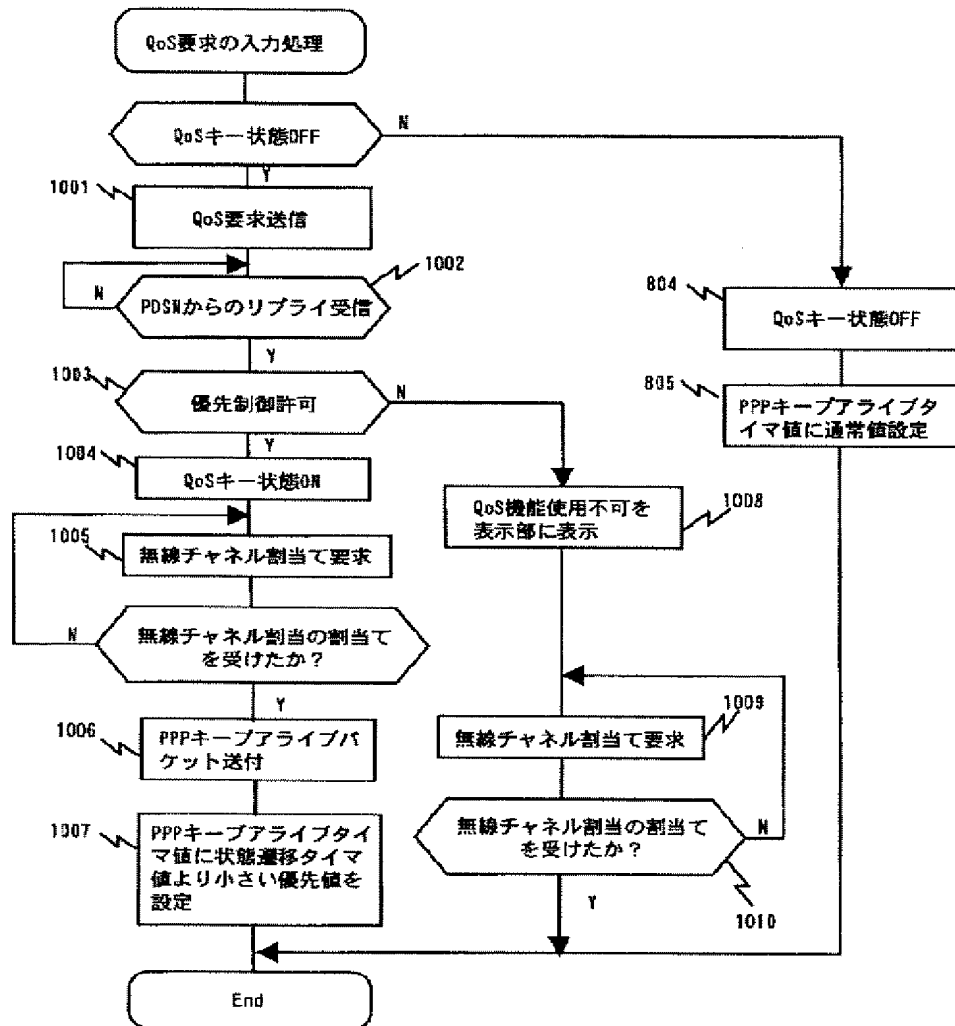 QoS要求の入力処理
QoSキー状態OFF
N
Y
1001
QoS要求送信
1002
N
PDSNからのリプライ受信
Y
1003
優先制御許可
N
Y
1004
QoSキー状態ON
1005
無線チャネル割当て要求
N
無線チャネル割当の割当て
を受けたか？
Y
1006
PPPキープアライブパ
ケット送付
1007
PPPキープアライブタイ
マ値に状態遷移タイマ
値より小さい優先値を
設定
QoS機能使用不可を
表示部に表示
1008
1009
無線チャネル割当て要求
無線チャネル割当の割当て
を受けたか？
N
Y
1010
804
QoSキー状態OFF
805
PPPキープアライブタ
イマ値に通常値設定
End